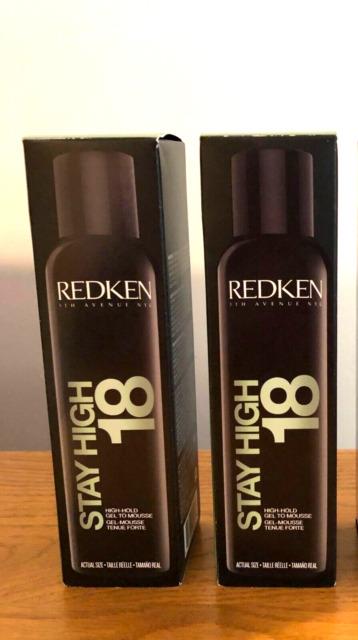 REDKEN
5TH AVENUE NYC
STAY HIGH
18
HIGH-HOLD
GEL TO MOUSSE
GEL-MOUSSE
TENUE FORTE
ACTUAL SIZE • TAILLE RÉELLE • TAMAÑO REAL
REDKEN
5TH AVENUE NYC
STAY HIGH
18
HIGH-HOLD
GEL TO MOUSSE
GEL-MOUSSE
TENUE FORTE
ACTUAL SIZE • TAILLE RÉELLE • TAMAÑO REAL